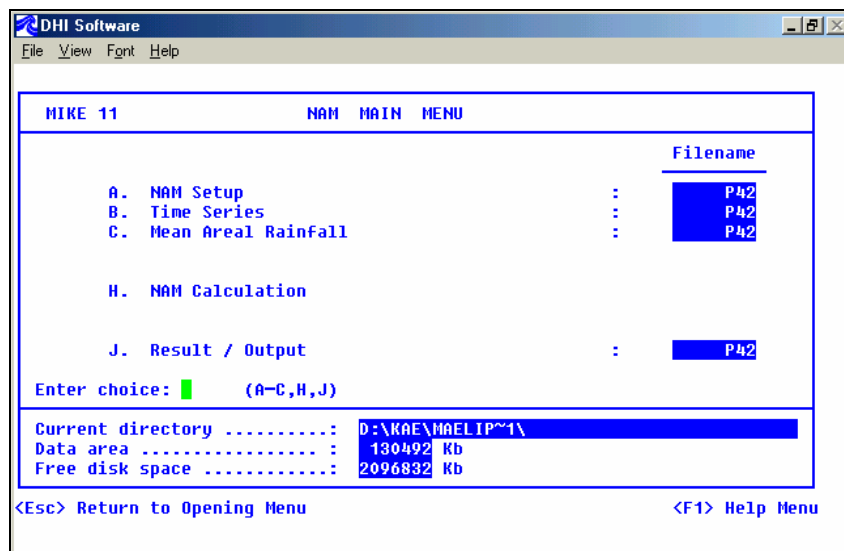 DHI Software
File View Font Help
MIKE 11 NAM MAIN MENU
Filename
A. NAM Setup : P42
B. Time Series : P42
C. Mean Areal Rainfall : P42
H. NAM Calculation
J. Result / Output : P42
Enter choice: (A-C,H,J)
Current directory ..........: D:\KAE\MAELIP~1\
Data area ................. : 130492 Kb
Free disk space ............: 2096832 Kb
<Esc> Return to Opening Menu <F1> Help Menu